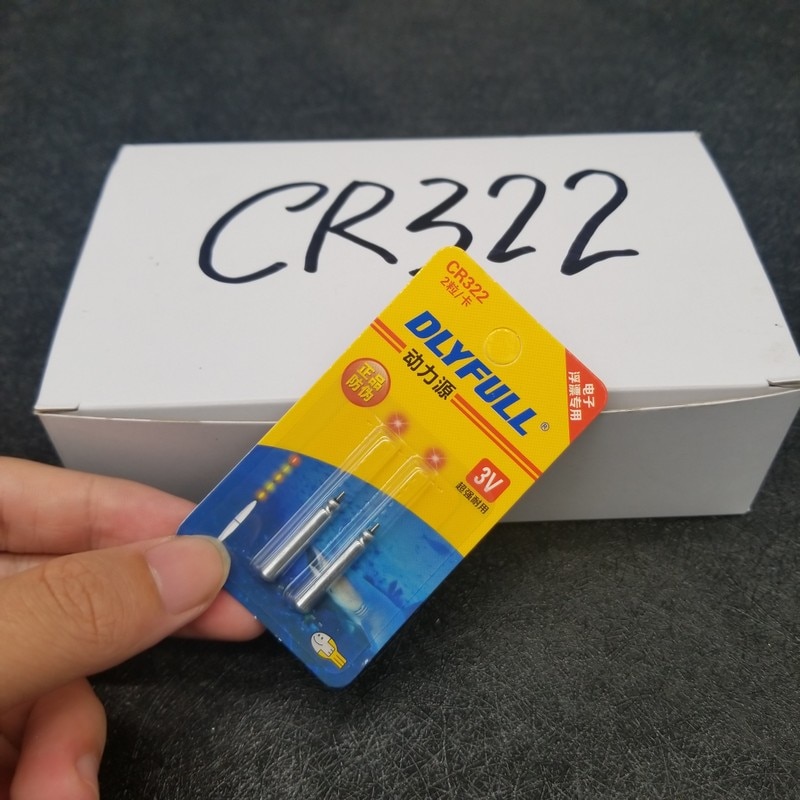 CR322
CR322
2粒/卡
DLYFULL®
动力源
正品
防伪
电子
浮漂专用
3V
超强耐用